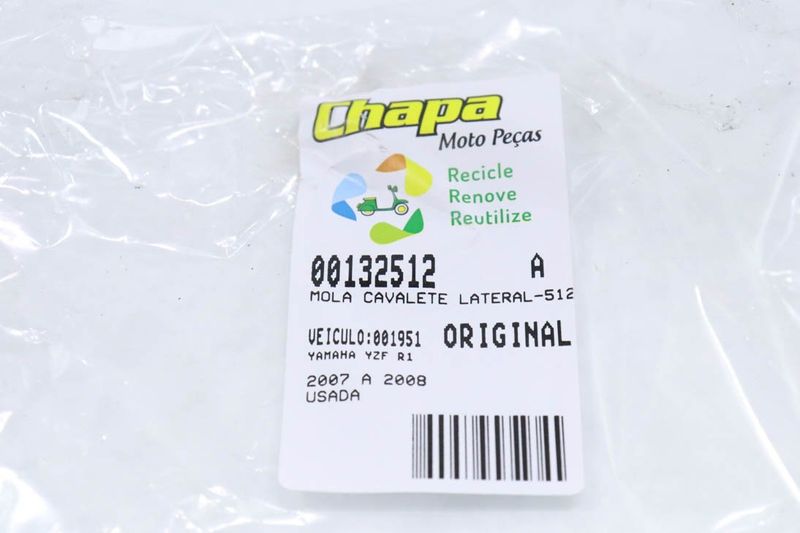 Chapa
Moto Peças
Recicle
Renove
Reutilize
00132512 A
MOLA CAVALETE LATERAL-512
VEICULO:001951 ORIGINAL
YAMAHA YZF R1
2007 A 2008
USADA